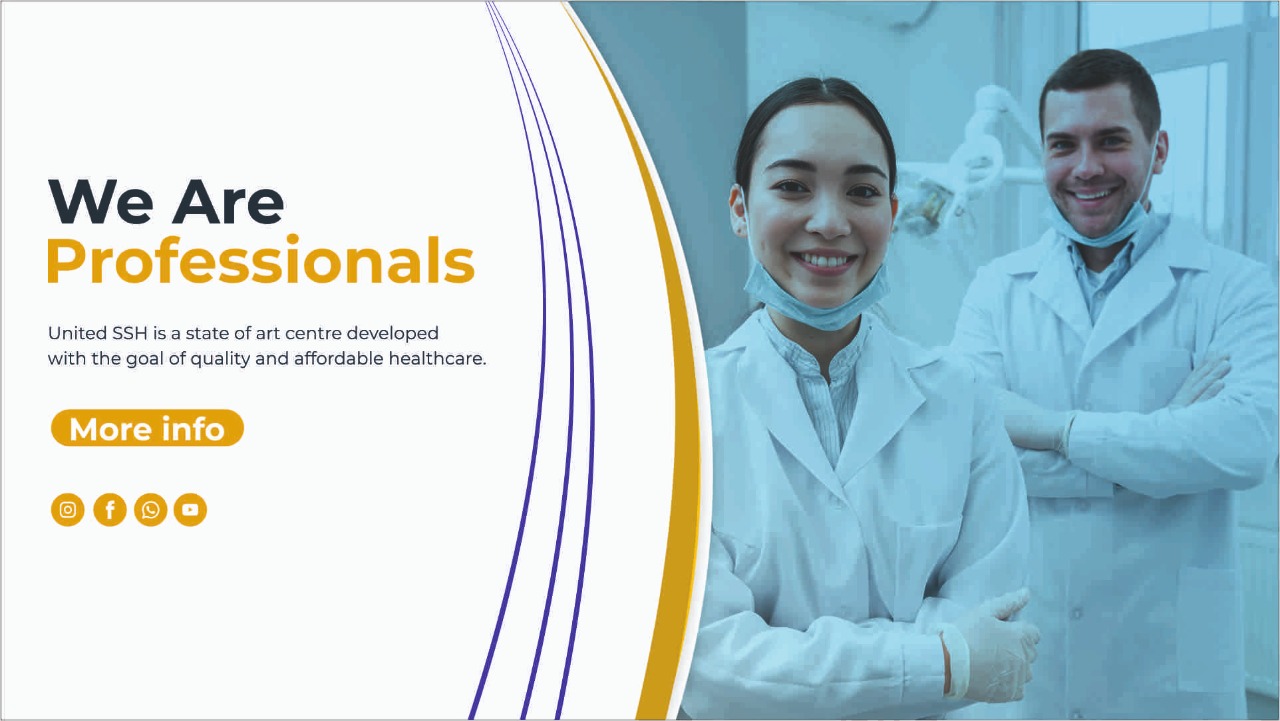 We Are
Professionals
United SSH is a state of art centre developed
with the goal of quality and affordable healthcare.
More info